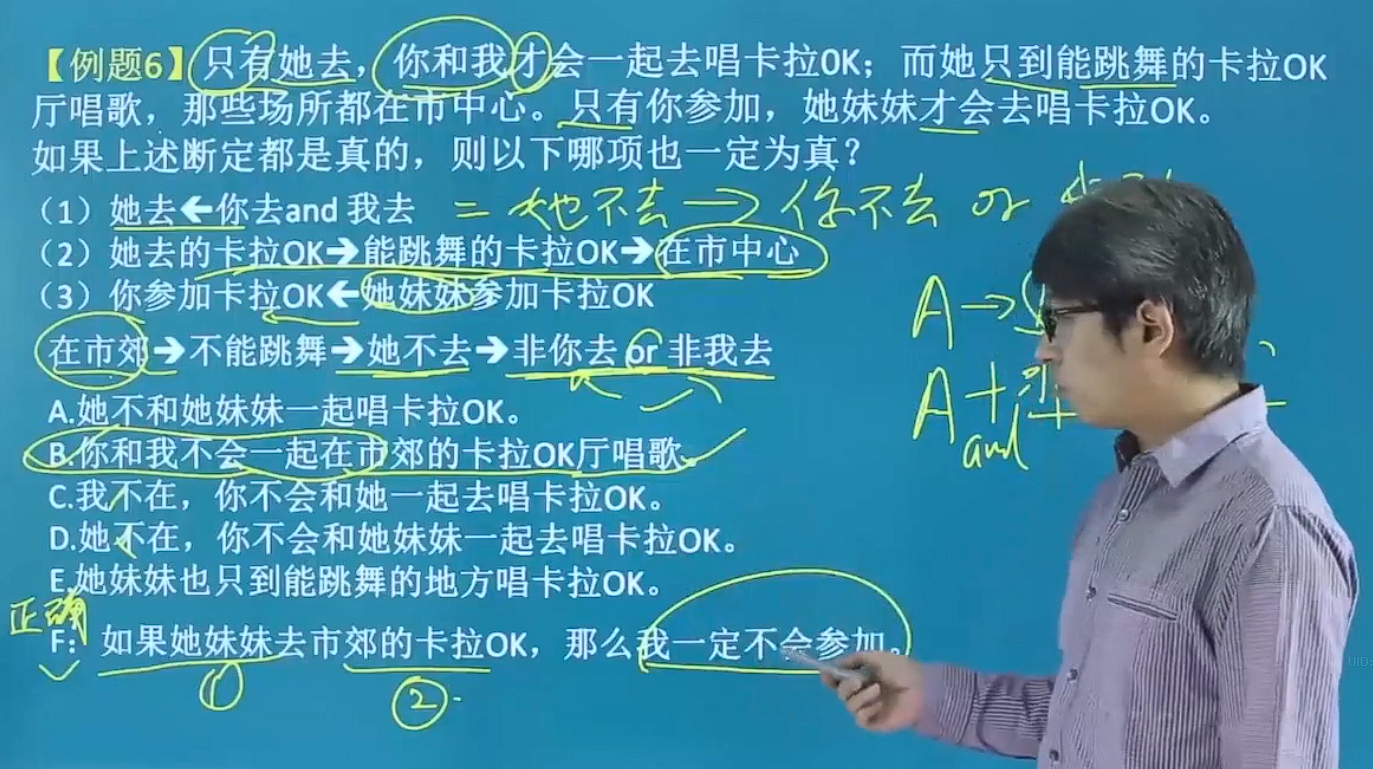 【例题6】只有她去，你和我才会一起去唱卡拉OK；而她只到能跳舞的卡拉OK
厅唱歌，那些场所都在市中心。只有你参加，她妹妹才会去唱卡拉OK。
如果上述断定都是真的，则以下哪项也一定为真？
（1）她去←你去and 我去 = 她不去→你不去 or
（2）她去的卡拉OK→能跳舞的卡拉OK→在市中心
（3）你参加卡拉OK←她妹妹参加卡拉OK
A→
在市郊→不能跳舞→她不去→非你去 or 非我去
A+
and
A.她不和她妹妹一起唱卡拉OK。
B.你和我不会一起在市郊的卡拉OK厅唱歌。
C.我不在，你不会和她一起去唱卡拉OK。
D.她不在，你不会和她妹妹一起去唱卡拉OK。
E.她妹妹也只到能跳舞的地方唱卡拉OK。
正确
F：如果她妹妹去市郊的卡拉OK，那么我一定不会参加。
① ②
UID: